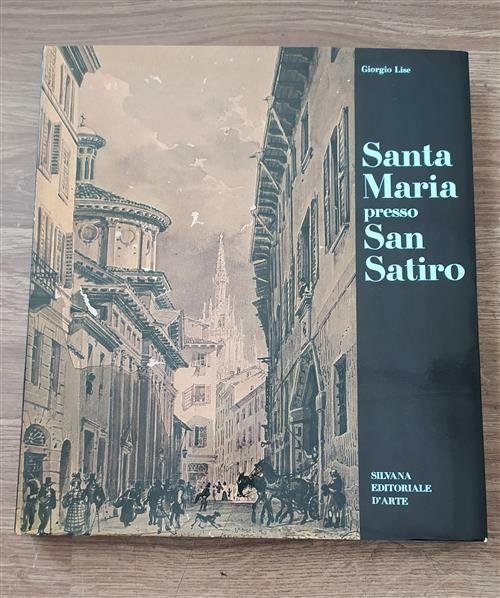 Giorgio Lise
Santa
Maria
presso
San
Satiro
SILVANA
EDITORIALE
D'ARTE